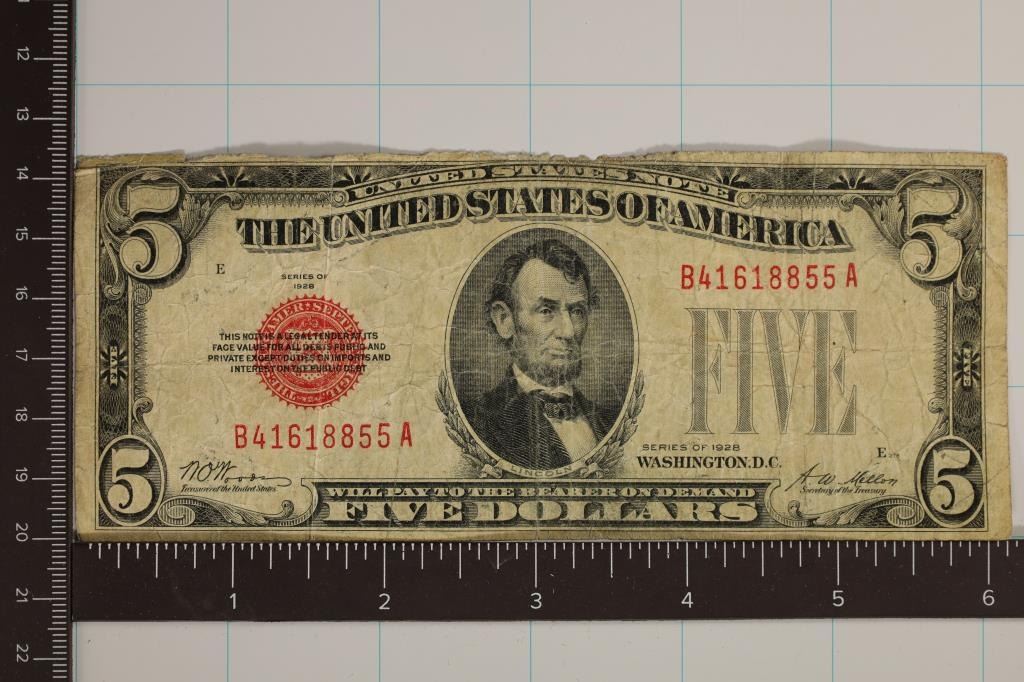 12
13
14
15
16
17
18
19
20
21
22
UNITED STATES NOTE
5 THE UNITED STATES OF AMERICA 5
E
SERIES OF
1928
B41618855 A
THIS NOTE IS A LEGAL TENDER AT ITS
FACE VALUE FOR ALL DEBTS PUBLIC AND
PRIVATE EXCEPT DUTIES ON IMPORTS AND
INTEREST ON THE PUBLIC DEBT
FIVE
B41618855 A
SERIES OF 1928
WASHINGTON, D.C.
E
LINCOLN
5 W.O. Woods
Treasurer of the United States
A. W. Mellon
Secretary of the Treasury 5
WILL PAY TO THE BEARER ON DEMAND
FIVE DOLLARS
1 2 3 4 5 6